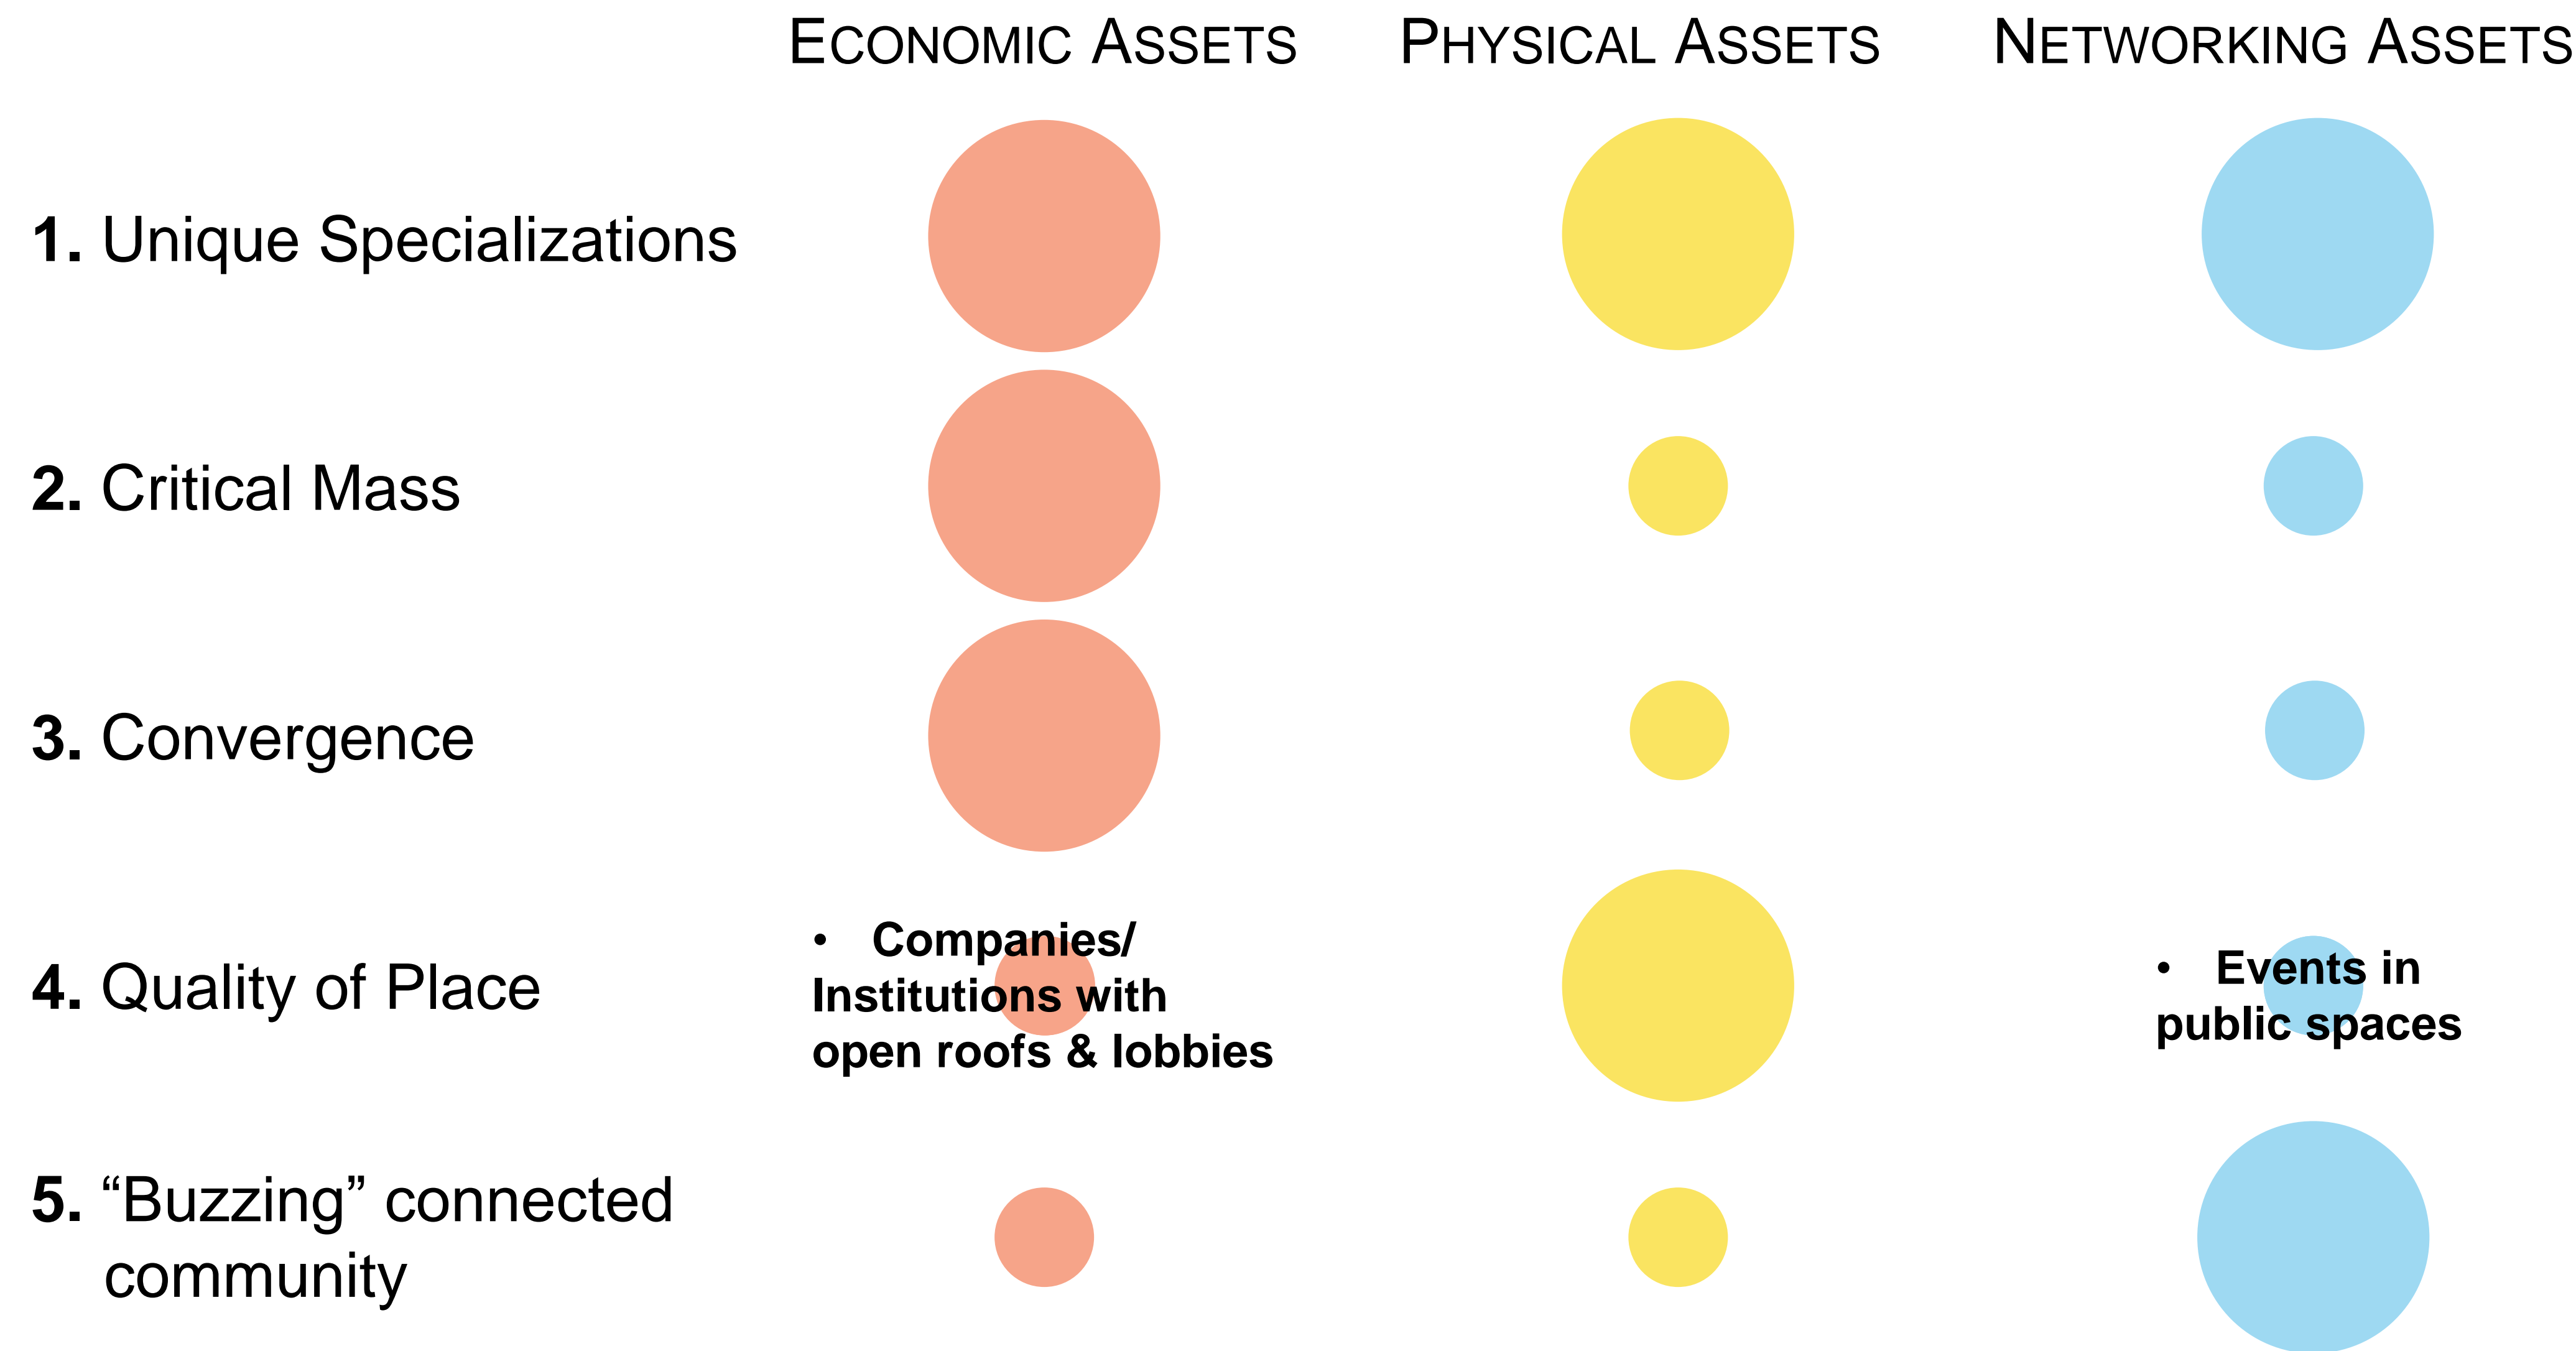 ECONOMIC ASSETS
PHYSICAL ASSETS
NETWORKING ASSETS
1. Unique Specializations
2. Critical Mass
3. Convergence
4. Quality of Place
• Companies/
Institutions with
open roofs & lobbies
• Events in
public spaces
5. “Buzzing” connected
community